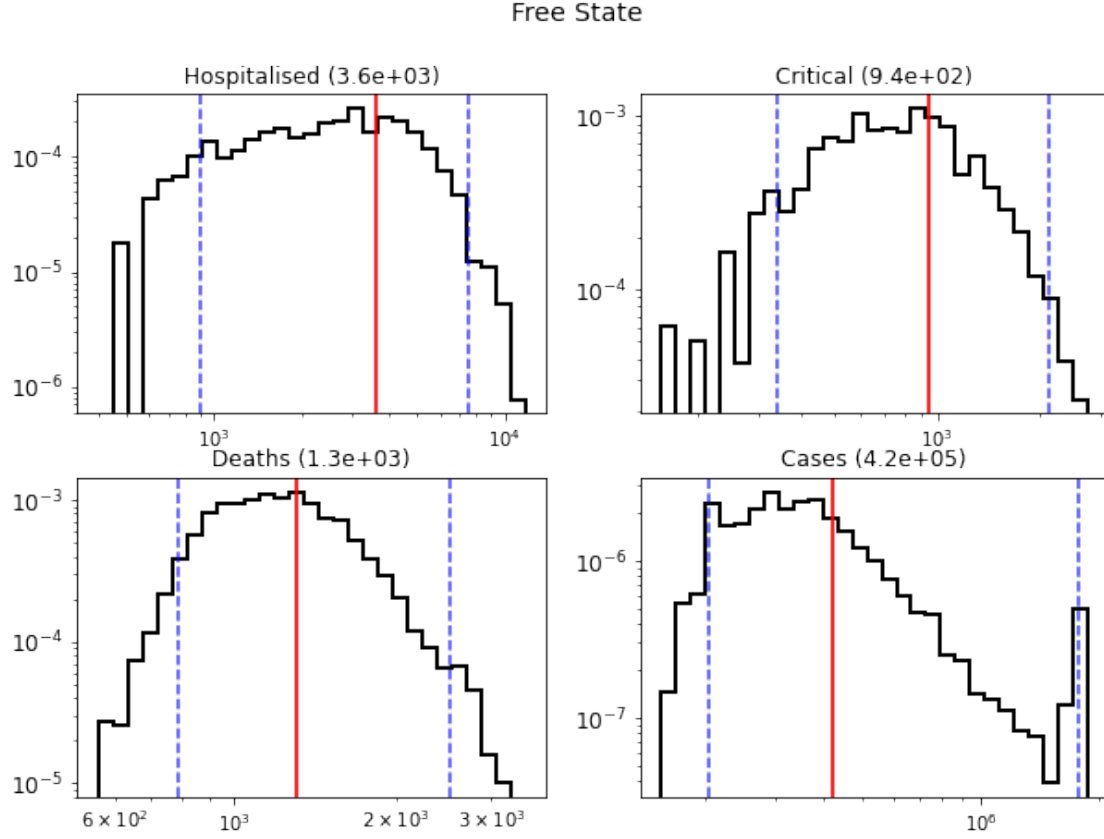 Free State
Hospitalised (3.6e+03)
10⁻⁴
10⁻⁵
10⁻⁶
10³
10⁴
Critical (9.4e+02)
10⁻³
10⁻⁴
10³
Deaths (1.3e+03)
10⁻³
10⁻⁴
10⁻⁵
6 × 10²
10³
2 × 10³
3 × 10³
Cases (4.2e+05)
10⁻⁶
10⁻⁷
10⁶